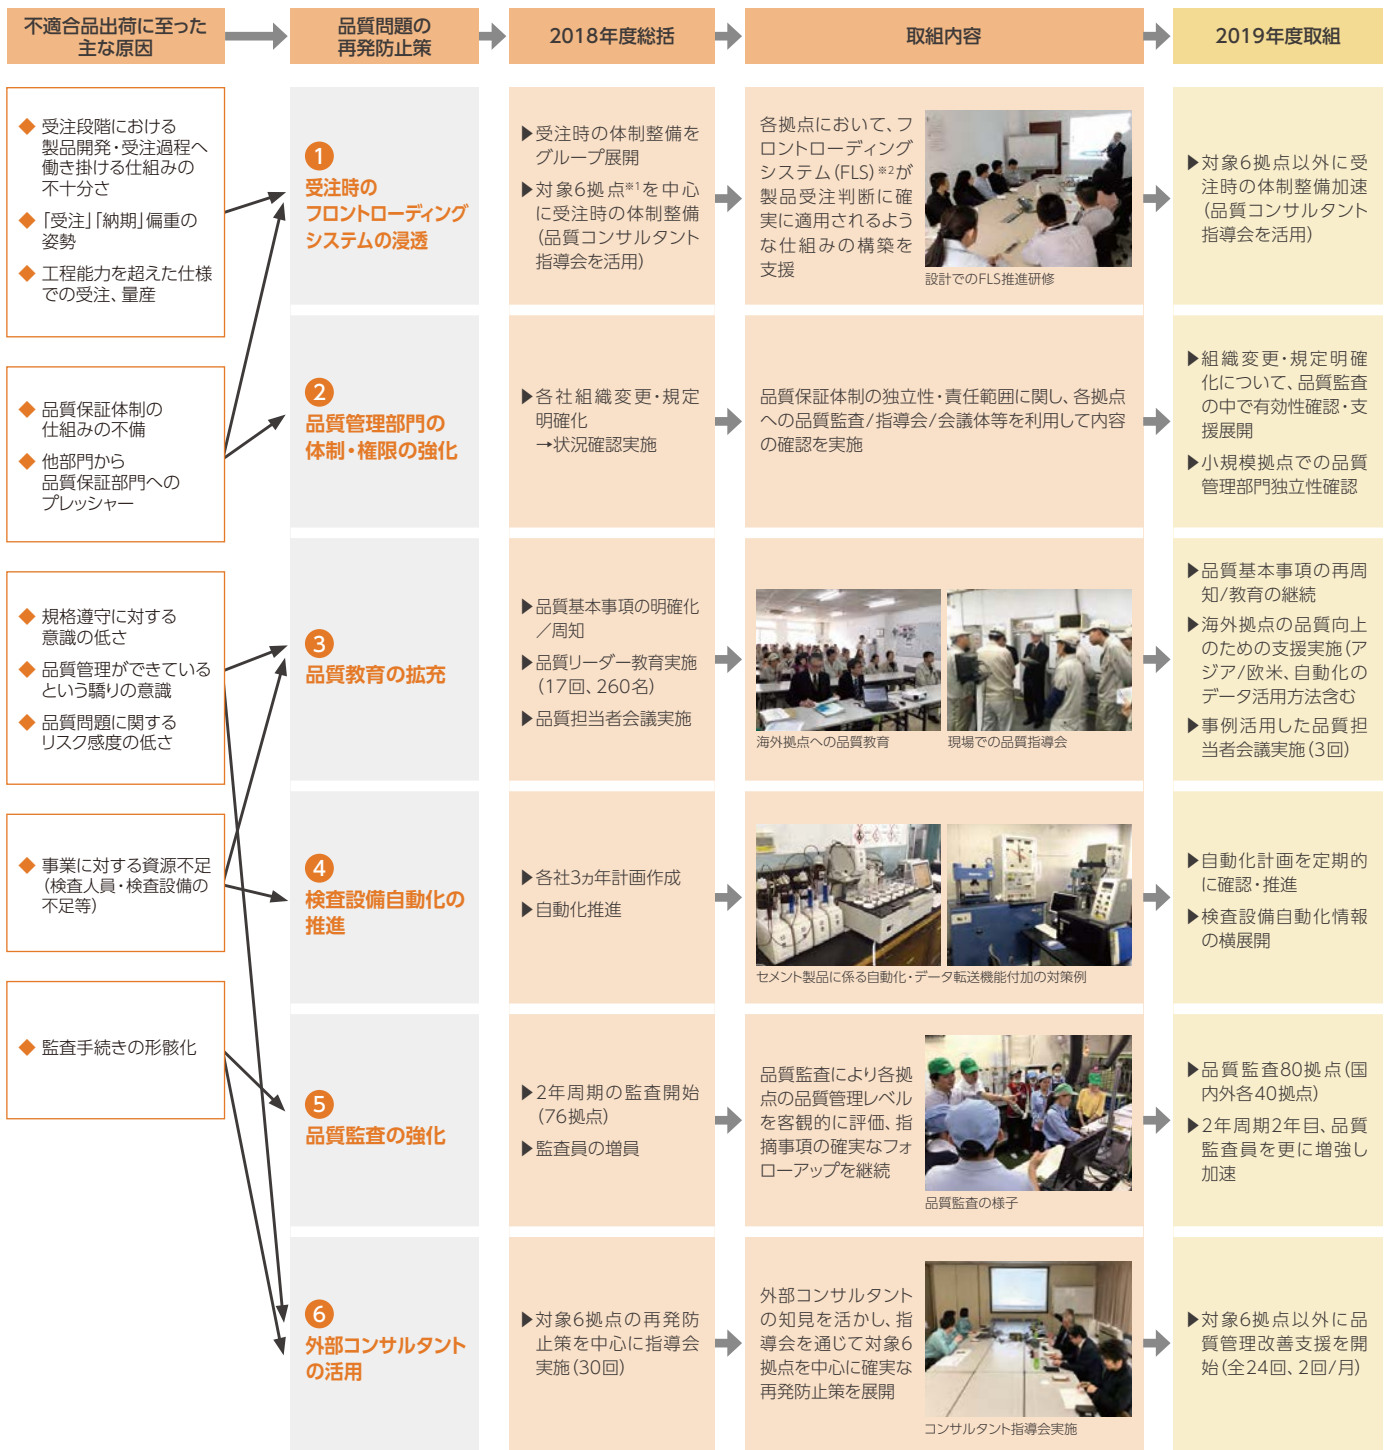 不適合品出荷に至った
主な原因
品質問題の
再発防止策
2018年度総括
取組内容
2019年度取組
◆ 受注段階における
製品開発・受注過程へ
働き掛ける仕組みの
不十分さ
◆ 「受注」「納期」偏重の
姿勢
◆ 工程能力を超えた仕様
での受注、量産
◆ 品質保証体制の
仕組みの不備
◆ 他部門から
品質保証部門への
プレッシャー
◆ 規格遵守に対する
意識の低さ
◆ 品質管理ができている
という驕りの意識
◆ 品質問題に関する
リスク感度の低さ
◆ 事業に対する資源不足
(検査人員・検査設備の
不足等)
◆ 監査手続きの形骸化
❶
受注時の
フロントローディング
システムの浸透
▶受注時の体制整備を
グループ展開
▶対象6拠点※1を中心
に受注時の体制整備
(品質コンサルタント
指導会を活用)
各拠点において、フ
ロントローディング
システム(FLS)※2が
製品受注判断に確
実に適用されるよう
な仕組みの構築を
支援
設計でのFLS推進研修
▶対象6拠点以外に受
注時の体制整備加速
(品質コンサルタント
指導会を活用)
❷
品質管理部門の
体制・権限の強化
▶各社組織変更・規定
明確化
→状況確認実施
品質保証体制の独立性・責任範囲に関し、各拠点
への品質監査/指導会/会議体等を利用して内容
の確認を実施
▶組織変更・規定明確
化について、品質監査
の中で有効性確認・支
援展開
▶小規模拠点での品質
管理部門独立性確認
❸
品質教育の拡充
▶品質基本事項の明確化
/周知
▶品質リーダー教育実施
(17回、260名)
▶品質担当者会議実施
海外拠点への品質教育
現場での品質指導会
▶品質基本事項の再周
知/教育の継続
▶海外拠点の品質向上
のための支援実施(ア
ジア/欧米、自動化の
データ活用方法含む
▶事例活用した品質担
当者会議実施(3回)
❹
検査設備自動化の
推進
▶各社3ヵ年計画作成
▶自動化推進
セメント製品に係る自動化・データ転送機能付加の対策例
▶自動化計画を定期的
に確認・推進
▶検査設備自動化情報
の横展開
❺
品質監査の強化
▶2年周期の監査開始
(76拠点)
▶監査員の増員
品質監査により各拠
点の品質管理レベル
を客観的に評価、指
摘事項の確実なフォ
ローアップを継続
品質監査の様子
▶品質監査80拠点(国
内外各40拠点)
▶2年周期2年目、品質
監査員を更に増強し
加速
❻
外部コンサルタント
の活用
▶対象6拠点の再発防
止策を中心に指導会
実施(30回)
外部コンサルタント
の知見を活かし、指
導会を通じて対象6
拠点を中心に確実な
再発防止策を展開
コンサルタント指導会実施
▶対象6拠点以外に品
質管理改善支援を開
始(全24回、2回/月)